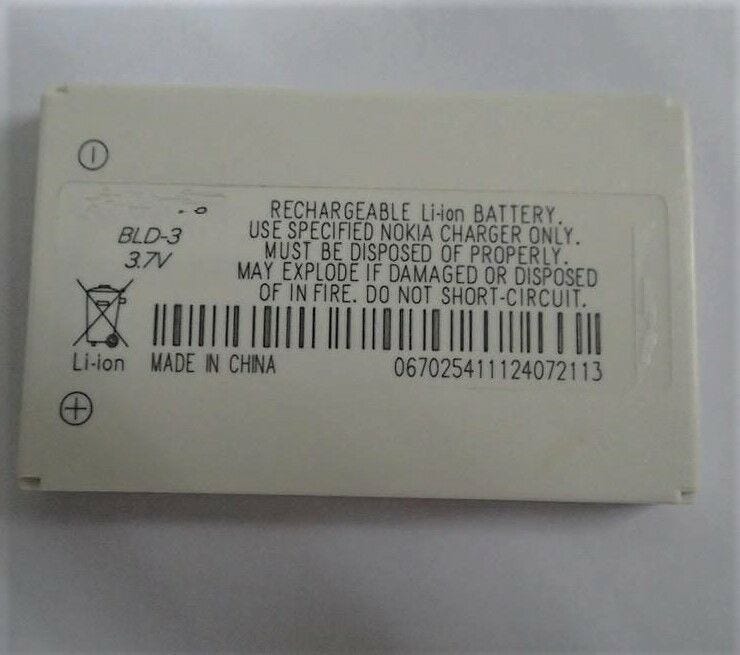 BLD-3
3.7V
RECHARGEABLE Li-ion BATTERY.
USE SPECIFIED NOKIA CHARGER ONLY.
MUST BE DISPOSED OF PROPERLY.
MAY EXPLODE IF DAMAGED OR DISPOSED
OF IN FIRE. DO NOT SHORT-CIRCUIT.
Li-ion
MADE IN CHINA
067025411124072113